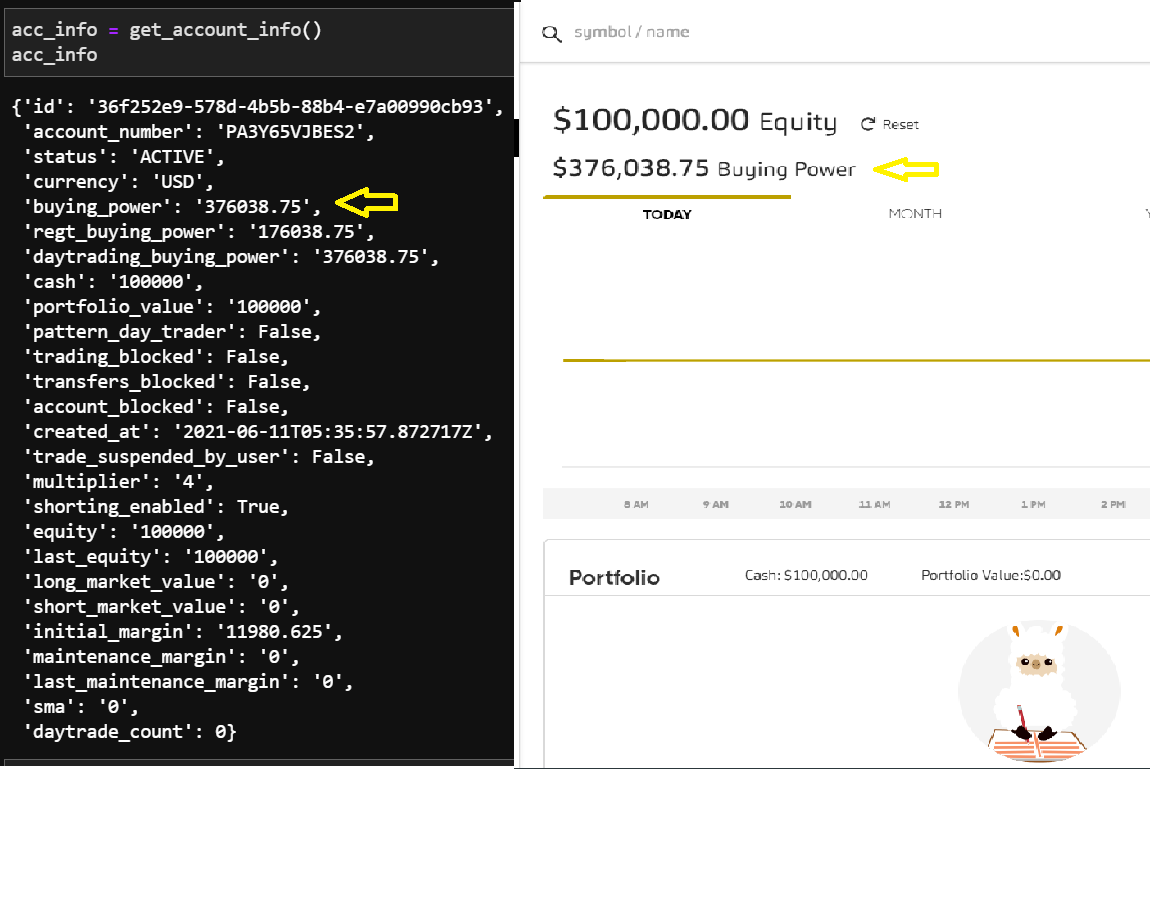 acc_info = get_account_info()
acc_info
{'id': '36f252e9-578d-4b5b-88b4-e7a00990cb93',
'account_number': 'PA3Y65VJBES2',
'status': 'ACTIVE',
'currency': 'USD',
'buying_power': '376038.75',
'regt_buying_power': '176038.75',
'daytrading_buying_power': '376038.75',
'cash': '100000',
'portfolio_value': '100000',
'pattern_day_trader': False,
'trading_blocked': False,
'transfers_blocked': False,
'account_blocked': False,
'created_at': '2021-06-11T05:35:57.872717Z',
'trade_suspended_by_user': False,
'multiplier': '4',
'shorting_enabled': True,
'equity': '100000',
'last_equity': '100000',
'long_market_value': '0',
'short_market_value': '0',
'initial_margin': '11980.625',
'maintenance_margin': '0',
'last_maintenance_margin': '0',
'sma': '0',
'daytrade_count': 0}
symbol / name
$100,000.00 Equity Reset
$376,038.75 Buying Power
TODAY MONTH
8 AM 9 AM 10 AM 11 AM 12 PM 1 PM 2 PM
Portfolio Cash: $100,000.00 Portfolio Value:$0.00